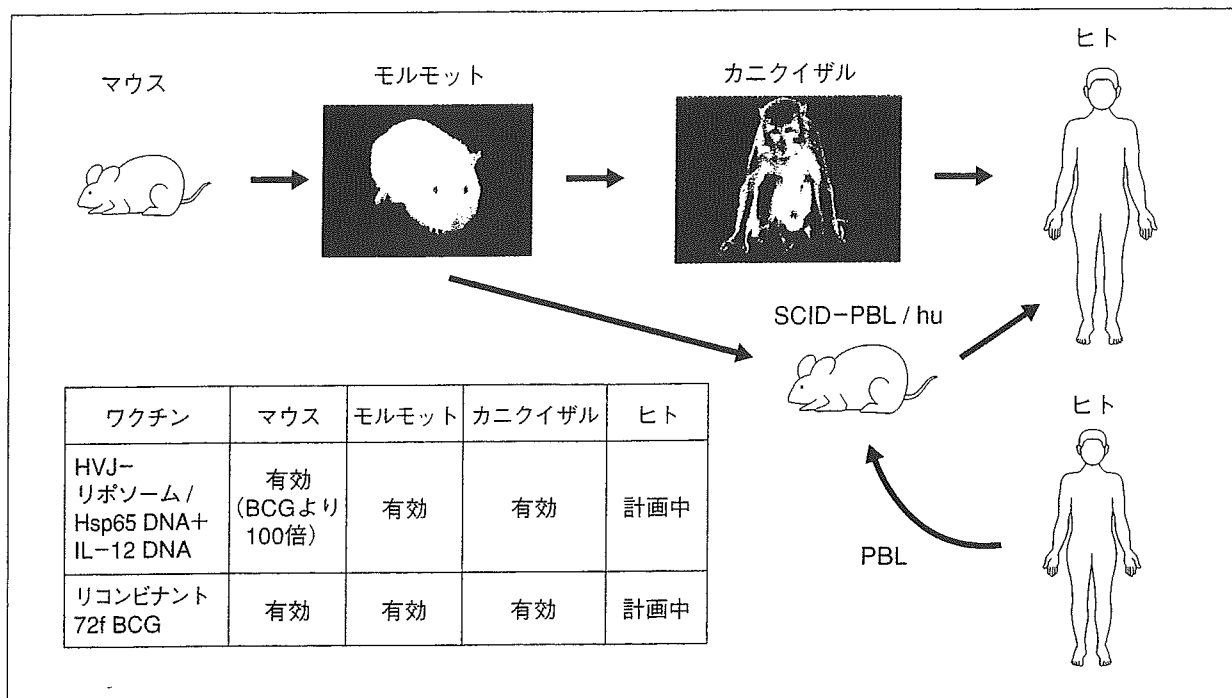 マウス
モルモット
カニクイザル
ヒト
SCID-PBL / hu
ヒト
PBL
ワクチン マウス モルモット カニクイザル ヒト
HVJ-
リポソーム /
Hsp65 DNA+
IL-12 DNA
有効
(BCGより
100倍)
有効
有効
計画中
リコンビナント
72f BCG
有効
有効
有効
計画中